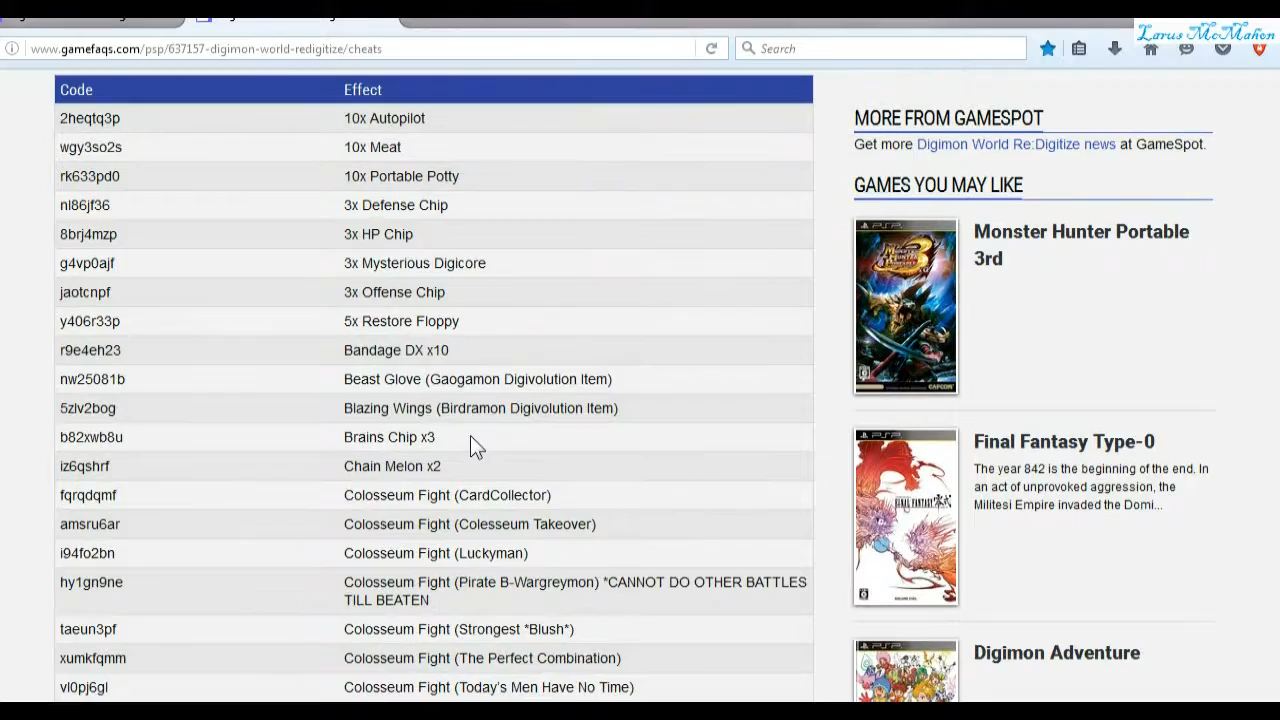 Larus McMahon
www.gamefaqs.com/psp/637157-digimon-world-redigitize/cheats
Search
Code Effect
2heqtq3p 10x Autopilot
wgy3so2s 10x Meat
rk633pd0 10x Portable Potty
nl86jf36 3x Defense Chip
8brj4mzp 3x HP Chip
g4vp0ajf 3x Mysterious Digicore
jaotcnpf 3x Offense Chip
y406r33p 5x Restore Floppy
r9e4eh23 Bandage DX x10
nw25081b Beast Glove (Gaogamon Digivolution Item)
5zlv2bog Blazing Wings (Birdramon Digivolution Item)
b82xwb8u Brains Chip x3
iz6qshrf Chain Melon x2
fqrqdqmf Colosseum Fight (CardCollector)
amsru6ar Colosseum Fight (Colesseum Takeover)
i94fo2bn Colosseum Fight (Luckyman)
hy1gn9ne Colosseum Fight (Pirate B-Wargreymon) *CANNOT DO OTHER BATTLES
TILL BEATEN
taeun3pf Colosseum Fight (Strongest *Blush*)
xumkfqmm Colosseum Fight (The Perfect Combination)
vl0pj6gl Colosseum Fight (Today's Men Have No Time)
MORE FROM GAMESPOT
Get more Digimon World Re:Digitize news at GameSpot.
GAMES YOU MAY LIKE
Monster Hunter Portable
3rd
PSP
CAPCOM
Final Fantasy Type-0
The year 842 is the beginning of the end. In
an act of unprovoked aggression, the
Militesi Empire invaded the Domi...
PSP
FINAL FANTASY 零式
Digimon Adventure
PSP